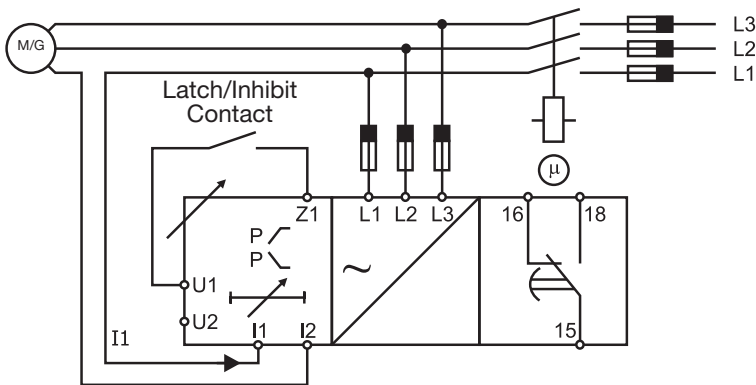 L3
M/G
L2
L1
Latch/Inhibit
Contact
µ
Z1
L1 L2 L3
16 18
P
P
~
U1
U2
I1
I1 I2
15